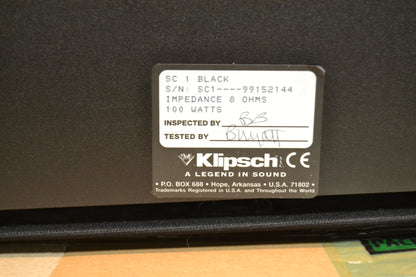 SC 1 BLACK
S/N: SC1----99152144
IMPEDANCE 8 OHMS
100 WATTS
INSPECTED BY BB
TESTED BY
Klipsch CE
A LEGEND IN SOUND
P.O. BOX 688 • Hope, Arkansas • U.S.A. 71802 •
Trademarks Registered in U.S.A. and Throughout the World